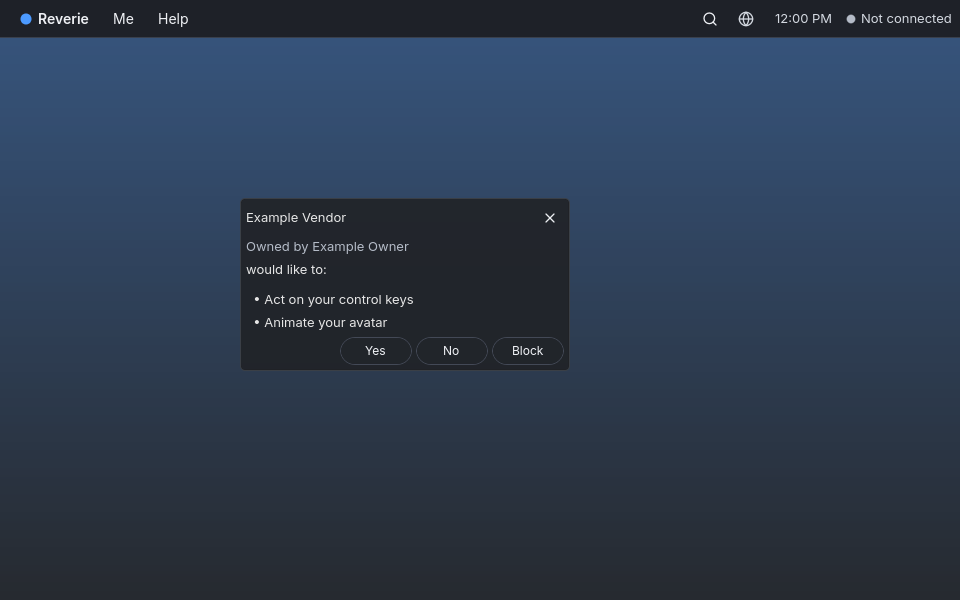 Reverie Me Help 12:00 PM Not connected
Example Vendor
Owned by Example Owner
would like to:
• Act on your control keys
• Animate your avatar
Yes No Block